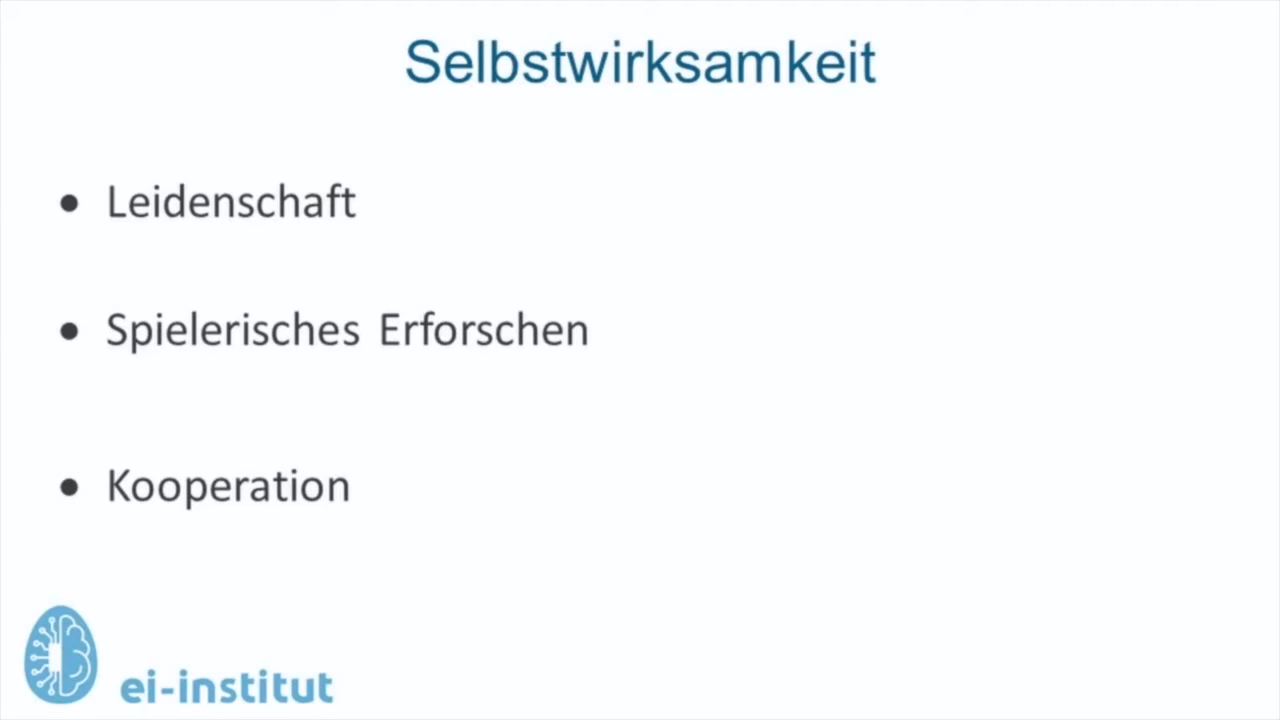 Selbstwirksamkeit
• Leidenschaft
• Spielerisches Erforschen
• Kooperation
ei-institut